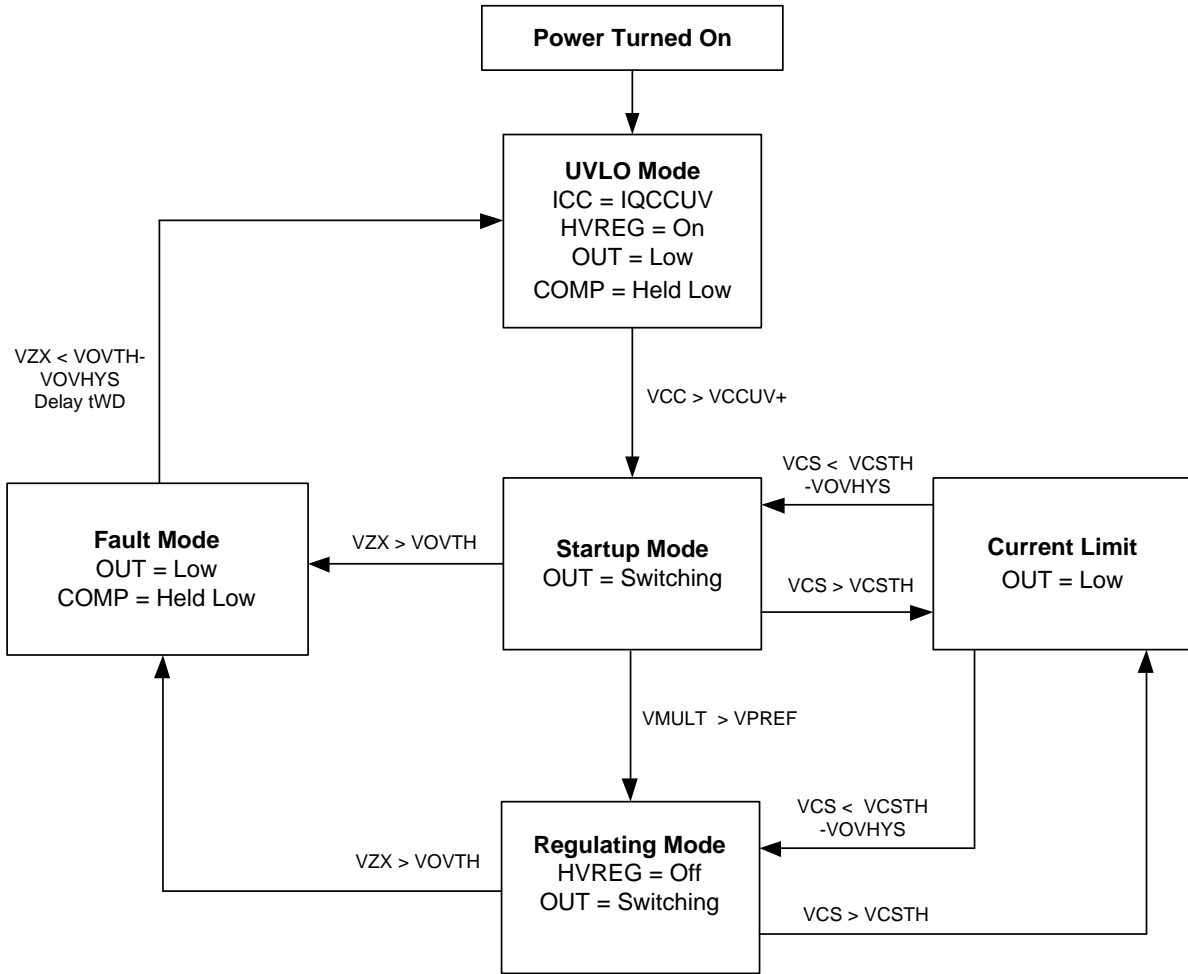 Power Turned On
UVLO Mode
ICC = IQCCUV
HVREG = On
OUT = Low
COMP = Held Low
VZX < VOVTH-
VOVHYS
Delay tWD
VCC > VCCUV+
VCS <  VCSTH
-VOVHYS
Fault Mode
OUT = Low
COMP = Held Low
VZX > VOVTH
Startup Mode
OUT = Switching
VCS > VCSTH
Current Limit
OUT = Low
VMULT  > VPREF
VCS <  VCSTH
-VOVHYS
VZX > VOVTH
Regulating Mode
HVREG = Off
OUT = Switching
VCS > VCSTH